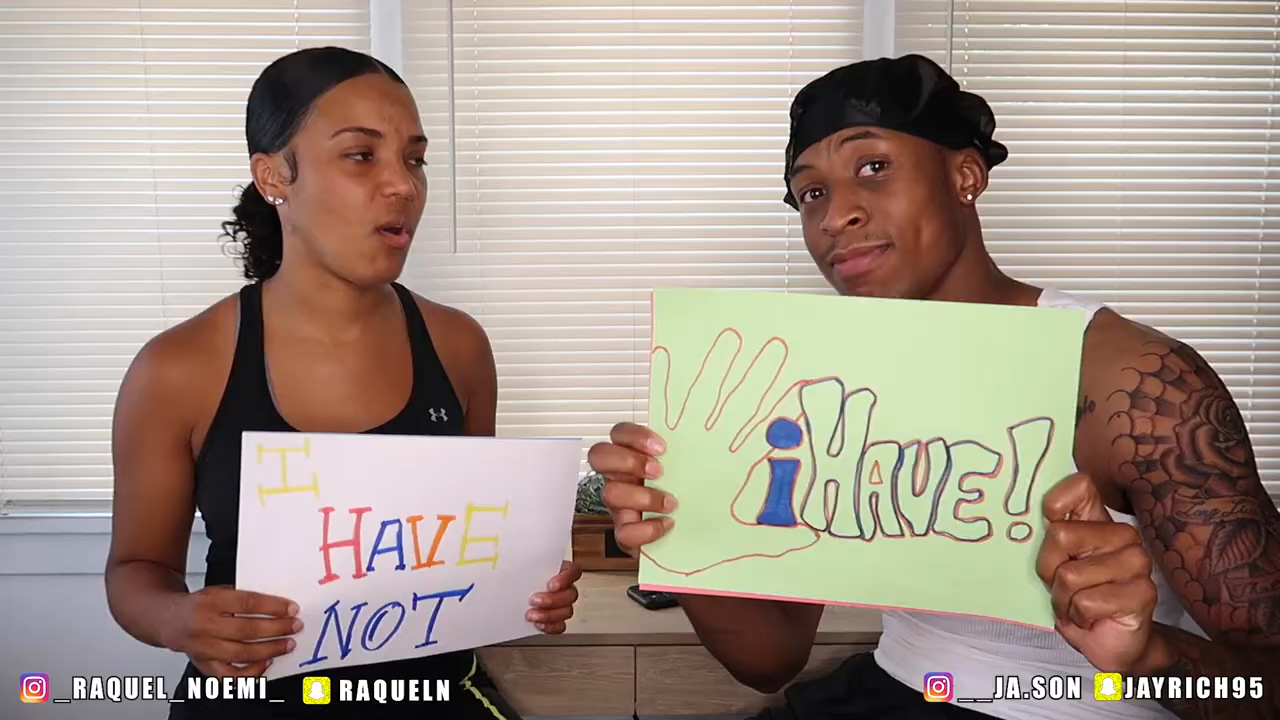 I
HAVE
NOT
iHAVE!
_RAQUEL_NOEMI_
RAQUELN
__JA.SON
JAYRICH95